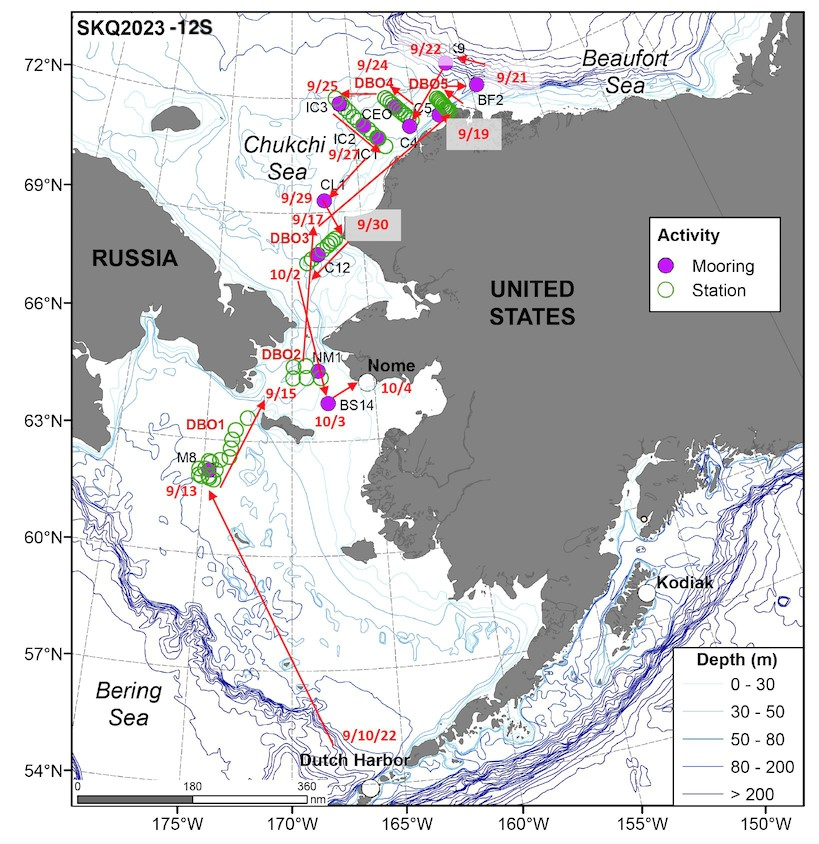 SKQ2023 -12S
72°N
69°N
66°N
63°N
60°N
57°N
54°N
9/22
K9
9/24
9/21
Beaufort
Sea
DBO4
DBO5
9/25
BF2
IC3
CEO
C5
9/19
Chukchi
Sea
IC2
C4
9/27
IC1
CL1
9/29
9/17
9/30
DBO3
C12
10/2
RUSSIA
UNITED
STATES
Activity
Mooring
Station
DBO2
NM1
Nome
10/4
9/15
BS14
10/3
DBO1
M8
9/13
Kodiak
Bering
Sea
9/10/22
Dutch Harbor
Depth (m)
0 - 30
30 - 50
50 - 80
80 - 200
> 200
0
180
360
nm
175°W
170°W
165°W
160°W
155°W
150°W